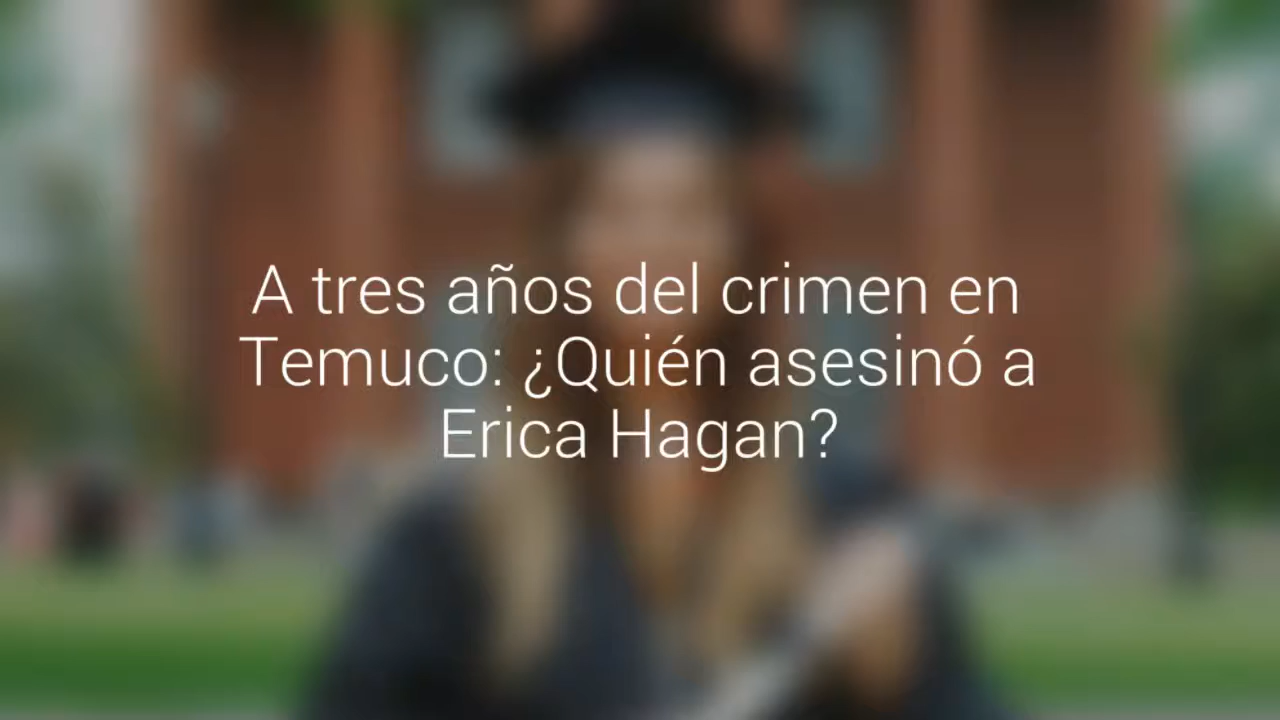 A tres años del crimen en
Temuco: ¿Quién asesinó a
Erica Hagan?